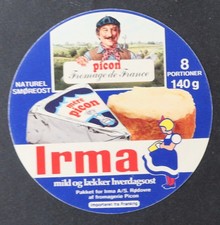 picon
Fromage de France
NATUREL
SMØREOST
8
PORTIONER
140 g
mère
picon
Irma
mild og lækker hverdagsost
Pakket for Irma A/S, Rødovre
af fromagerie Picon
Importeret fra Frankrig